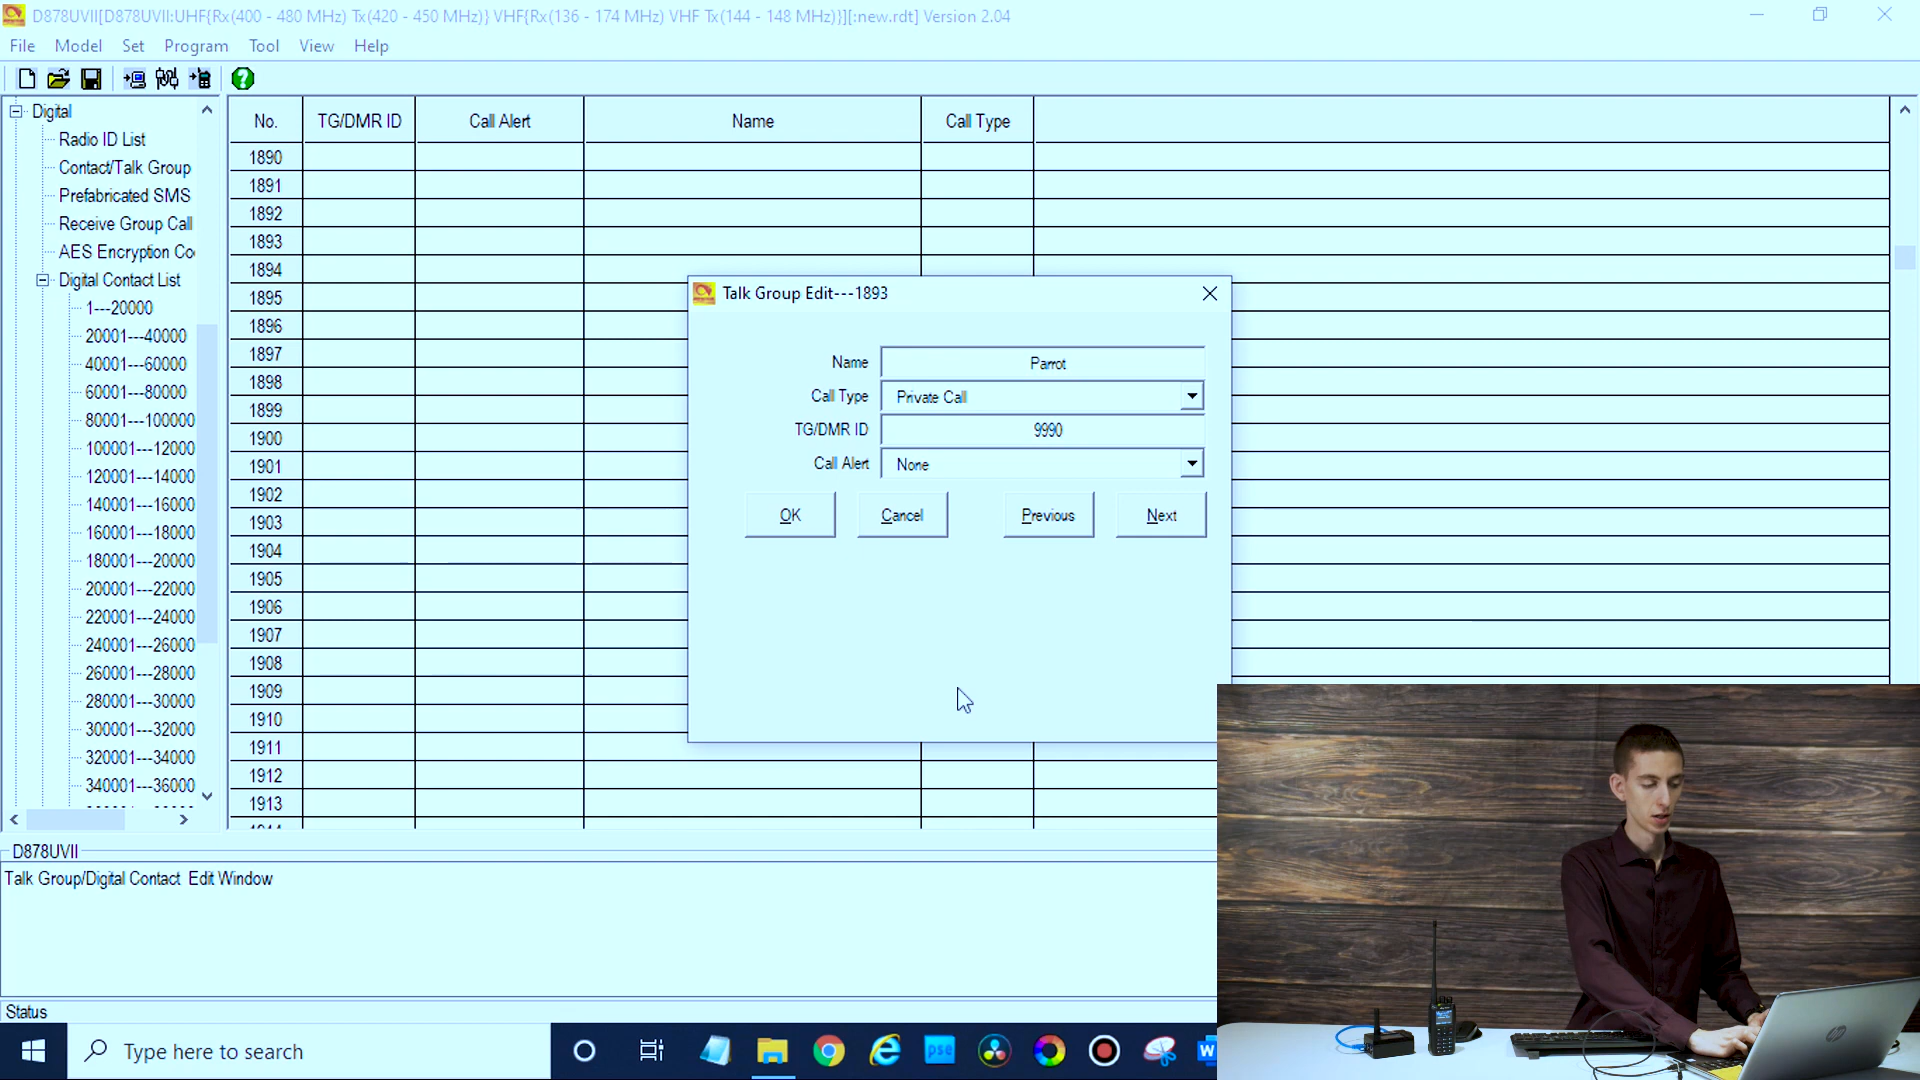 D878UVII[D878UVII:UHF{Rx(400 - 480 MHz) Tx(420 - 450 MHz)} VHF{Rx(136 - 174 MHz) VHF Tx(144 - 148 MHz)}][:new.rdt] Version 2.04
File Model Set Program Tool View Help
Digital
Radio ID List
Contact/Talk Group
Prefabricated SMS
Receive Group Call
AES Encryption Co
Digital Contact List
1---20000
20001---40000
40001---60000
60001---80000
80001---100000
100001---12000
120001---14000
140001---16000
160001---18000
180001---20000
200001---22000
220001---24000
240001---26000
260001---28000
280001---30000
300001---32000
320001---34000
340001---36000
No. TG/DMR ID Call Alert Name Call Type
1890
1891
1892
1893
1894
1895
1896
1897
1898
1899
1900
1901
1902
1903
1904
1905
1906
1907
1908
1909
1910
1911
1912
1913
1914
Talk Group Edit---1893
Name Parrot
Call Type Private Call
TG/DMR ID 9990
Call Alert None
OK Cancel Previous Next
D878UVII
Talk Group/Digital Contact Edit Window
Status
Type here to search
pse
W
hp